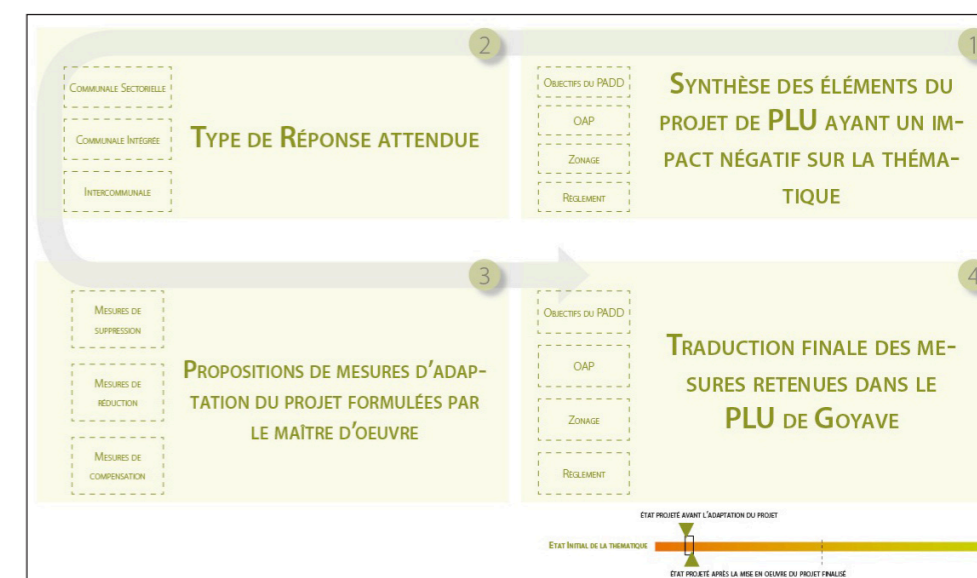 2
COMMUNALE SECTORIELLE
COMMUNALE INTÉGRÉE
INTERCOMMUNALE
TYPE DE RÉPONSE ATTENDUE
1
OBJECTIFS DU PADD
OAP
ZONAGE
RÈGLEMENT
SYNTHÈSE DES ÉLÉMENTS DU
PROJET DE PLU AYANT UN IM-
PACT NÉGATIF SUR LA THÉMA-
TIQUE
3
MESURES DE
SUPPRESSION
MESURES DE
RÉDUCTION
MESURES DE
COMPENSATION
PROPOSITIONS DE MESURES D'ADAP-
TATION DU PROJET FORMULÉES PAR
LE MAÎTRE D'OEUVRE
4
OBJECTIFS DU PADD
OAP
ZONAGE
RÈGLEMENT
TRADUCTION FINALE DES ME-
SURES RETENUES DANS LE
PLU DE GOYAVE
ÉTAT PROJETÉ AVANT L'ADAPTATION DU PROJET
ETAT INITIAL DE LA THEMATIQUE
ÉTAT PROJETÉ APRÈS LA MISE EN OEUVRE DU PROJET FINALISÉ